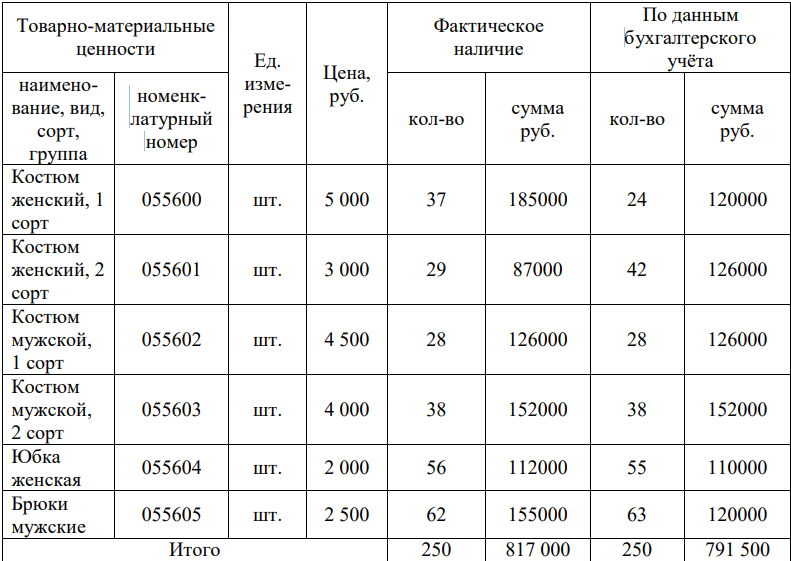 Товарно-материальные
ценности
Ед.
изме-
рения
Цена,
руб.
Фактическое
наличие
По данным
бухгалтерского
учёта
наимено-
вание, вид,
сорт,
группа
номенк-
латурный
номер
кол-во
сумма
руб.
кол-во
сумма
руб.
Костюм
женский, 1
сорт
055600
шт.
5 000
37
185000
24
120000
Костюм
женский, 2
сорт
055601
шт.
3 000
29
87000
42
126000
Костюм
мужской,
1 сорт
055602
шт.
4 500
28
126000
28
126000
Костюм
мужской,
2 сорт
055603
шт.
4 000
38
152000
38
152000
Юбка
женская
055604
шт.
2 000
56
112000
55
110000
Брюки
мужские
055605
шт.
2 500
62
155000
63
120000
Итого
250
817 000
250
791 500